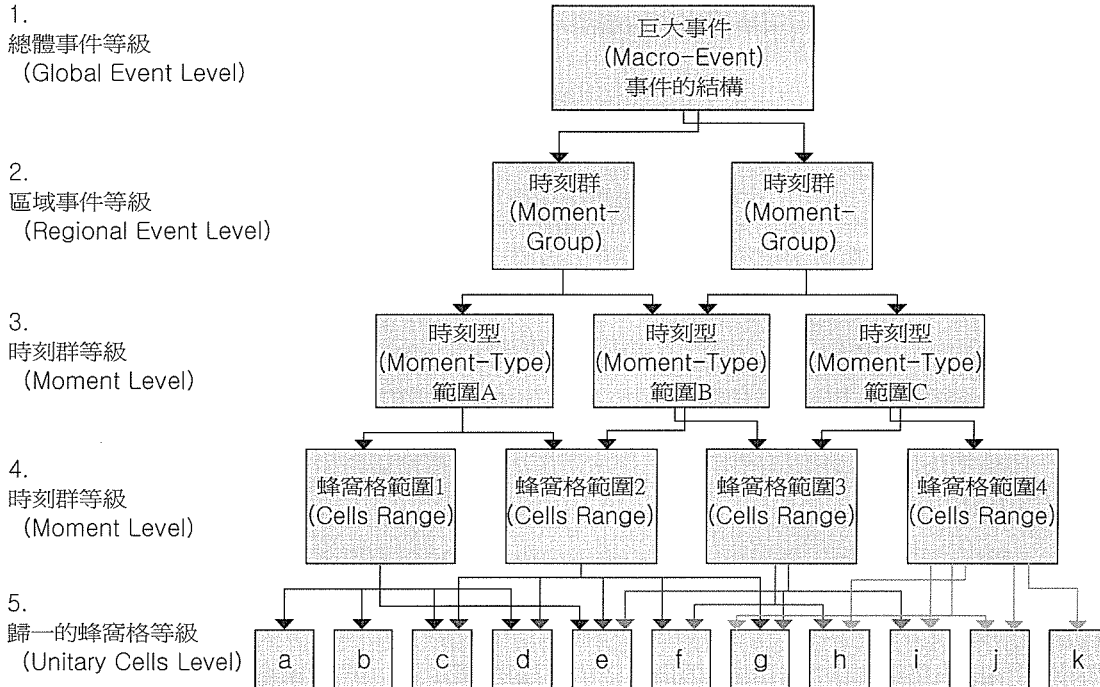 1.
總體事件等級
(Global Event Level)
巨大事件
(Macro-Event)
事件的結構
2.
區域事件等級
(Regional Event Level)
時刻群
(Moment-
Group)
時刻群
(Moment-
Group)
3.
時刻群等級
(Moment Level)
時刻型
(Moment-Type)
範圍A
時刻型
(Moment-Type)
範圍B
時刻型
(Moment-Type)
範圍C
4.
時刻群等級
(Moment Level)
蜂窩格範圍1
(Cells Range)
蜂窩格範圍2
(Cells Range)
蜂窩格範圍3
(Cells Range)
蜂窩格範圍4
(Cells Range)
5.
歸一的蜂窩格等級
(Unitary Cells Level)
a
b
c
d
e
f
g
h
i
j
k